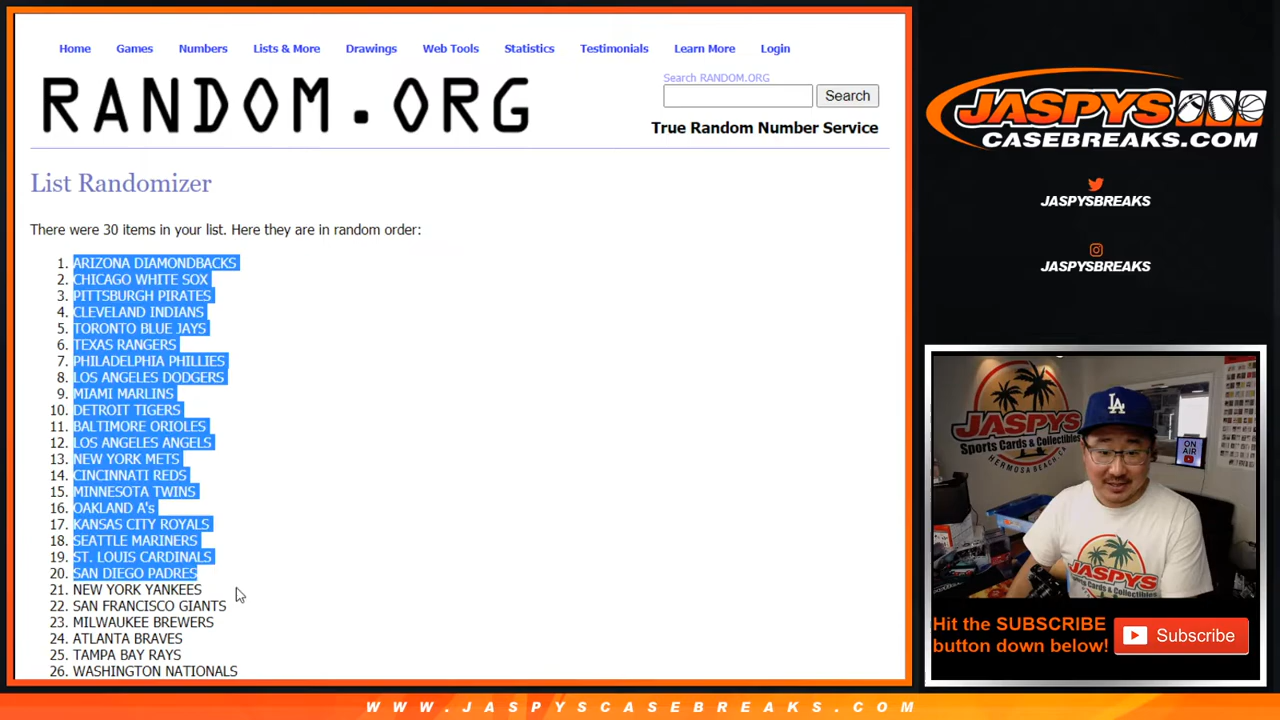 Home Games Numbers Lists & More Drawings Web Tools Statistics Testimonials Learn More Login
RANDOM.ORG
Search RANDOM.ORG
Search
True Random Number Service
List Randomizer
There were 30 items in your list. Here they are in random order:
1. ARIZONA DIAMONDBACKS
2. CHICAGO WHITE SOX
3. PITTSBURGH PIRATES
4. CLEVELAND INDIANS
5. TORONTO BLUE JAYS
6. TEXAS RANGERS
7. PHILADELPHIA PHILLIES
8. LOS ANGELES DODGERS
9. MIAMI MARLINS
10. DETROIT TIGERS
11. BALTIMORE ORIOLES
12. LOS ANGELES ANGELS
13. NEW YORK METS
14. CINCINNATI REDS
15. MINNESOTA TWINS
16. OAKLAND A's
17. KANSAS CITY ROYALS
18. SEATTLE MARINERS
19. ST. LOUIS CARDINALS
20. SAN DIEGO PADRES
21. NEW YORK YANKEES
22. SAN FRANCISCO GIANTS
23. MILWAUKEE BREWERS
24. ATLANTA BRAVES
25. TAMPA BAY RAYS
26. WASHINGTON NATIONALS
JASPYS
CASEBREAKS.COM
JASPYSBREAKS
JASPYSBREAKS
JASPYS
Sports Cards & Collectibles
HERMOSA BEACH, CA
LA
ON AIR
JASPYS
Hit the SUBSCRIBE
button down below!
Subscribe
WWW.JASPYSCASEBREAKS.COM